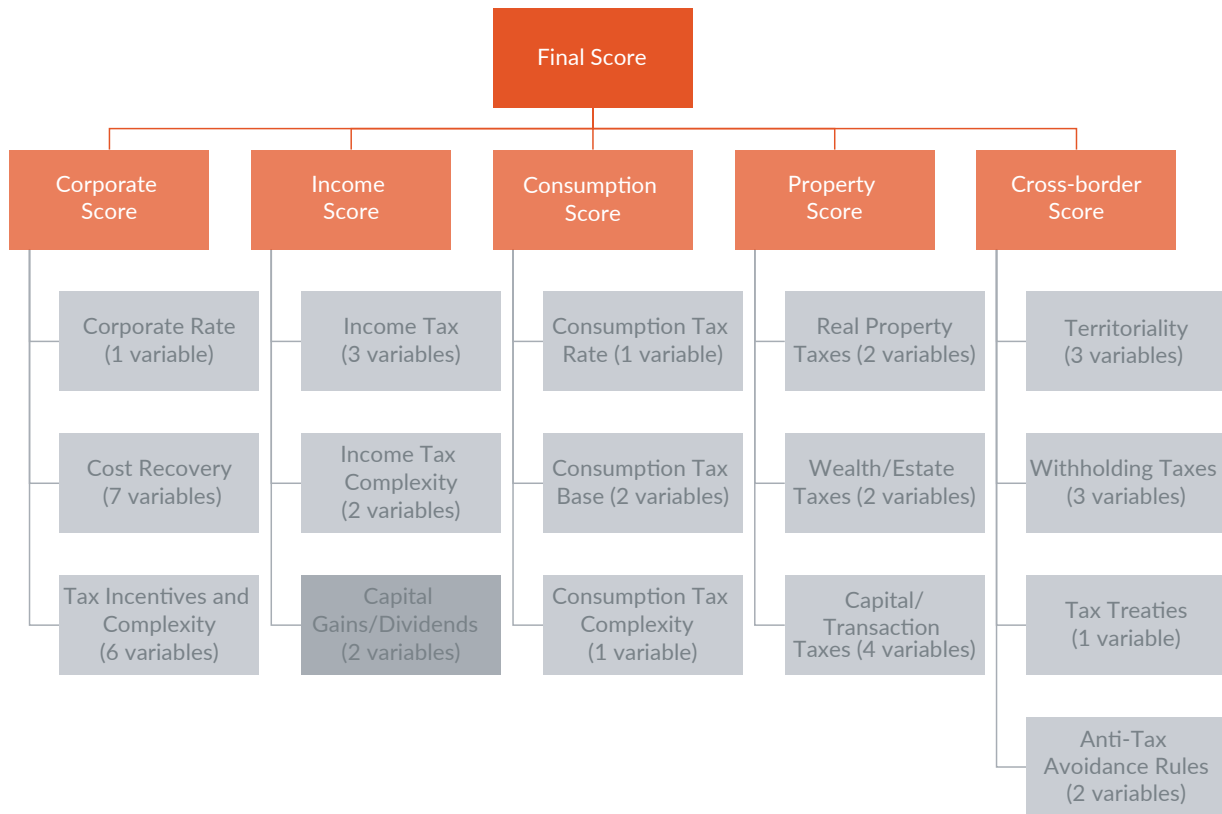 Final Score
Corporate
Score
Income
Score
Consumption
Score
Property
Score
Cross-border
Score
Corporate Rate
(1 variable)
Income Tax
(3 variables)
Consumption Tax
Rate (1 variable)
Real Property
Taxes (2 variables)
Territoriality
(3 variables)
Cost Recovery
(7 variables)
Income Tax
Complexity
(2 variables)
Consumption Tax
Base (2 variables)
Wealth/Estate
Taxes (2 variables)
Withholding Taxes
(3 variables)
Tax Incentives and
Complexity
(6 variables)
Capital
Gains/Dividends
(2 variables)
Consumption Tax
Complexity
(1 variable)
Capital/
Transaction
Taxes (4 variables)
Tax Treaties
(1 variable)
Anti-Tax
Avoidance Rules
(2 variables)